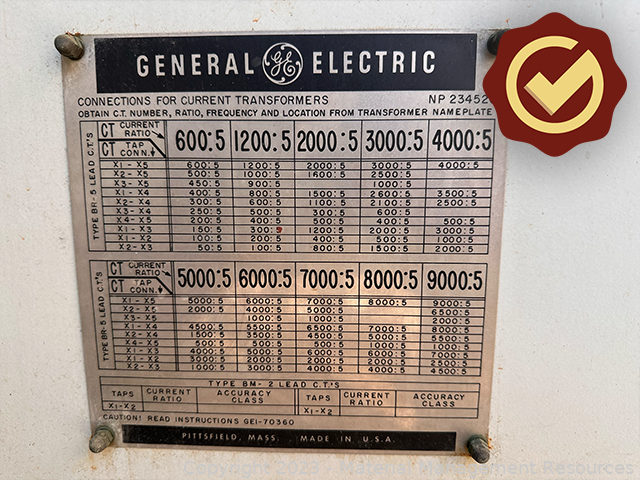 GENERAL GE ELECTRIC
CONNECTIONS FOR CURRENT TRANSFORMERS NP 23452
OBTAIN C.T. NUMBER, RATIO, FREQUENCY AND LOCATION FROM TRANSFORMER NAMEPLATE
TYPE BR-5 LEAD C.T.'S
CT CURRENT RATIO 600:5 1200:5 2000:5 3000:5 4000:5
CT TAP CONN.
X1-X5 600:5 1200:5 2000:5 3000:5 4000:5
X2-X5 500:5 1000:5 1600:5 2500:5
X3-X5 450:5 900:5 1000:5
X1-X4 400:5 800:5 1500:5 2600:5 3500:5
X2-X4 300:5 600:5 1100:5 2100:5 2500:5
X3-X4 250:5 500:5 300:5 600:5
X4-X5 200:5 400:5 500:5 400:5 500:5
X1-X3 150:5 300:5 1200:5 2000:5 3000:5
X1-X2 100:5 200:5 400:5 500:5 1000:5
X2-X3 50:5 100:5 800:5 1500:5 2000:5
TYPE BR-5 LEAD C.T.'S
CT CURRENT RATIO 5000:5 6000:5 7000:5 8000:5 9000:5
CT TAP CONN.
X1-X5 5000:5 6000:5 7000:5 8000:5 9000:5
X2-X5 2000:5 4000:5 5000:5 6500:5
X3-X5 1000:5 1000:5 2000:5
X1-X4 4500:5 5500:5 6500:5 7000:5 8000:5
X2-X4 1500:5 3500:5 4500:5 5000:5 5500:5
X4-X5 500:5 500:5 500:5 1000:5 1000:5
X1-X3 4000:5 5000:5 6000:5 6000:5 7000:5
X1-X2 3000:5 2000:5 2000:5 2000:5 2500:5
X2-X3 1000:5 3000:5 4000:5 4000:5 4500:5
TYPE BM-2 LEAD C.T.'S
TAPS CURRENT RATIO ACCURACY CLASS TAPS CURRENT RATIO ACCURACY CLASS
X1-X2 X1-X2
CAUTION! READ INSTRUCTIONS GEI-70360
PITTSFIELD, MASS. MADE IN U.S.A.